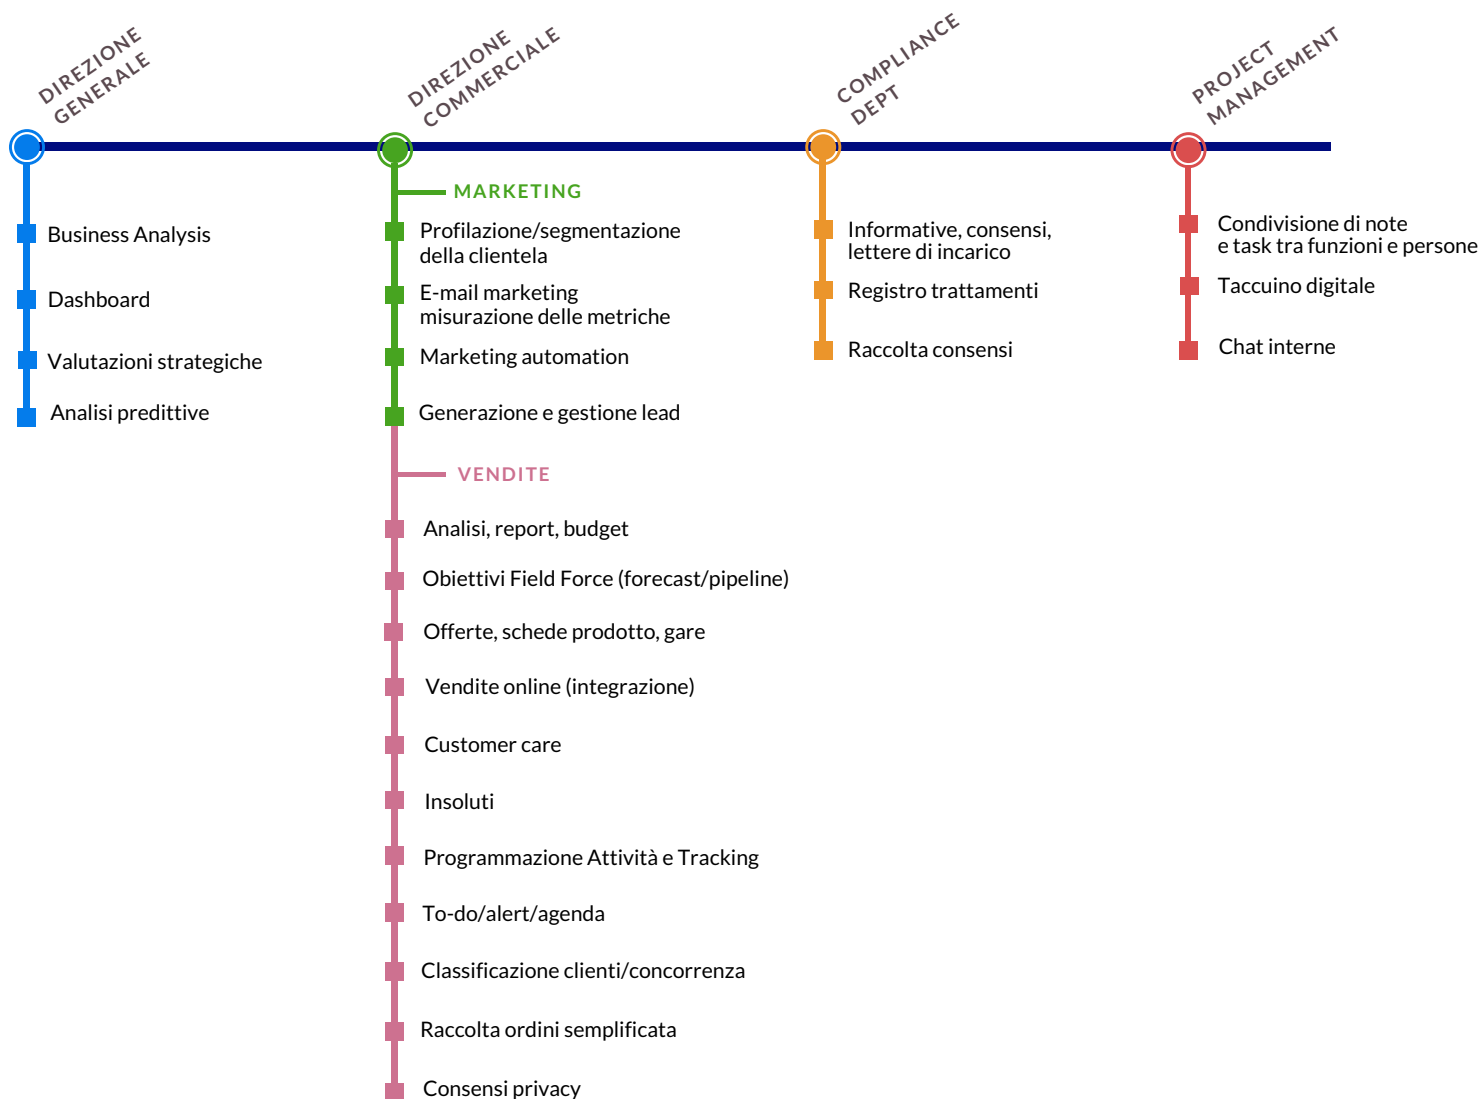 DIREZIONE
GENERALE
DIREZIONE
COMMERCIALE
COMPLIANCE
DEPT
PROJECT
MANAGEMENT
Business Analysis
Dashboard
Valutazioni strategiche
Analisi predittive
MARKETING
Profilazione/segmentazione
della clientela
E-mail marketing
misurazione delle metriche
Marketing automation
Generazione e gestione lead
VENDITE
Analisi, report, budget
Obiettivi Field Force (forecast/pipeline)
Offerte, schede prodotto, gare
Vendite online (integrazione)
Customer care
Insoluti
Programmazione Attività e Tracking
To-do/alert/agenda
Classificazione clienti/concorrenza
Raccolta ordini semplificata
Consensi privacy
Informative, consensi,
lettere di incarico
Registro trattamenti
Raccolta consensi
Condivisione di note
e task tra funzioni e persone
Taccuino digitale
Chat interne